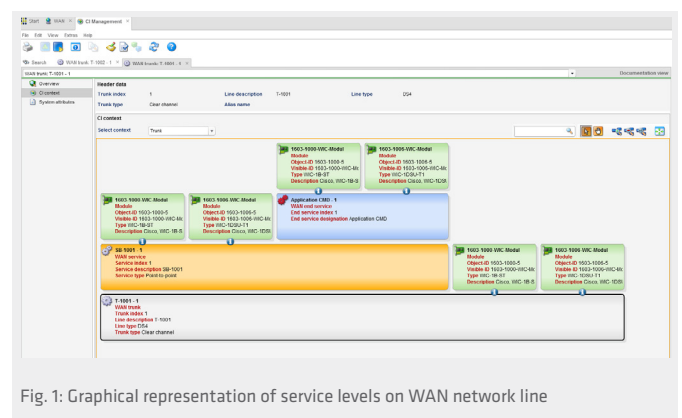 Start WAN × CI Management ×
File Edit View Extras Help
Search WAN trunk: T-1002 - 1 × WAN trunk: T-1001 - 1 ×
WAN trunk: T-1001 - 1 Documentation view
Overview
CI context
System attributes
Header data
Trunk index 1 Line description T-1001 Line type DS4
Trunk type Clear channel Alias name
CI context
Select context Trunk
1603-1000-WIC-Modul
Module
Object-ID 1603-1000-5
Visible-ID 1603-1000-WIC-Mc
Type WIC-1B-ST
Description Cisco, WIC-1B-S
1603-1006-WIC-Modul
Module
Object-ID 1603-1006-5
Visible-ID 1603-1006-WIC-Mc
Type WIC-1DSU-T1
Description Cisco, WIC-1DSI
1603-1000-WIC-Modul
Module
Object-ID 1603-1000-5
Visible-ID 1603-1000-WIC-Mc
Type WIC-1B-ST
Description Cisco, WIC-1B-S
1603-1006-WIC-Modul
Module
Object-ID 1603-1006-5
Visible-ID 1603-1006-WIC-Mc
Type WIC-1DSU-T1
Description Cisco, WIC-1DSI
Application CMD - 1
WAN end service
End service index 1
End service designation Application CMD
SB-1001 - 1
WAN service
Service index 1
Service description SB-1001
Service type Point to point
1603-1000-WIC-Modul
Module
Object-ID 1603-1000-5
Visible-ID 1603-1000-WIC-Mc
Type WIC-1B-ST
Description Cisco, WIC-1B-S
1603-1006-WIC-Modul
Module
Object-ID 1603-1006-5
Visible-ID 1603-1006-WIC-Mc
Type WIC-1DSU-T1
Description Cisco, WIC-1DSI
T-1001 - 1
WAN trunk
Trunk index 1
Line description T-1001
Line type DS4
Trunk type Clear channel
Fig. 1: Graphical representation of service levels on WAN network line